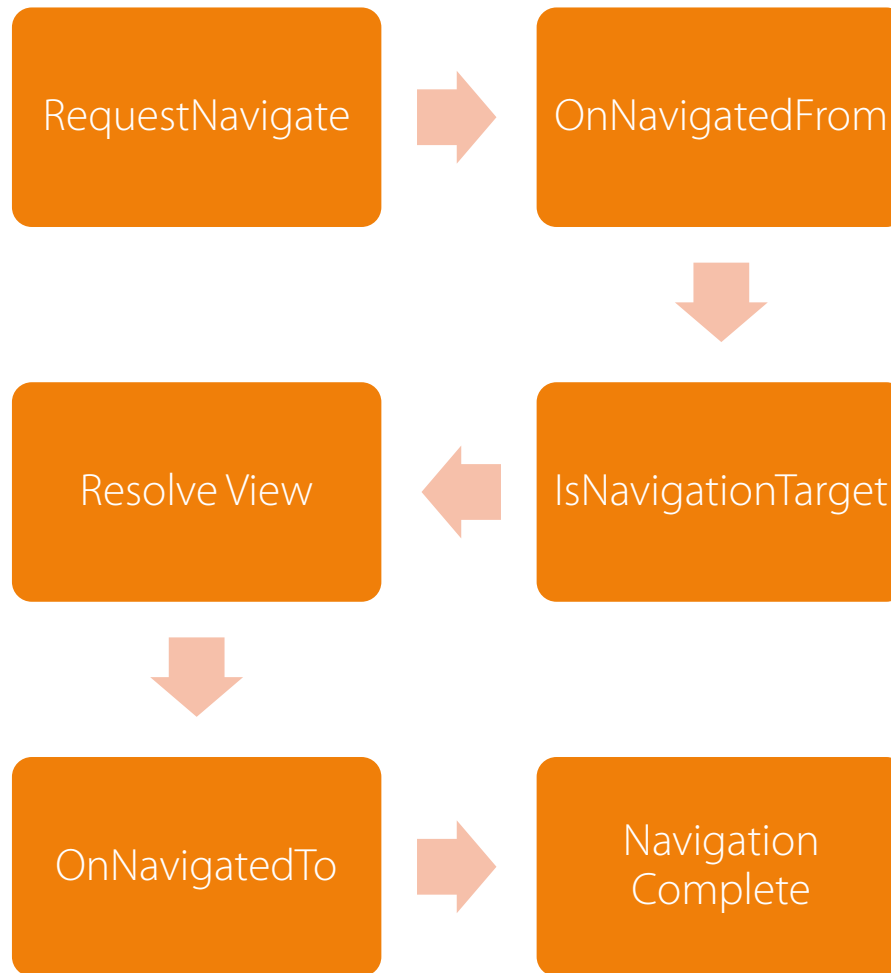 RequestNavigate
OnNavigatedFrom
Resolve View
IsNavigationTarget
OnNavigatedTo
Navigation
Complete